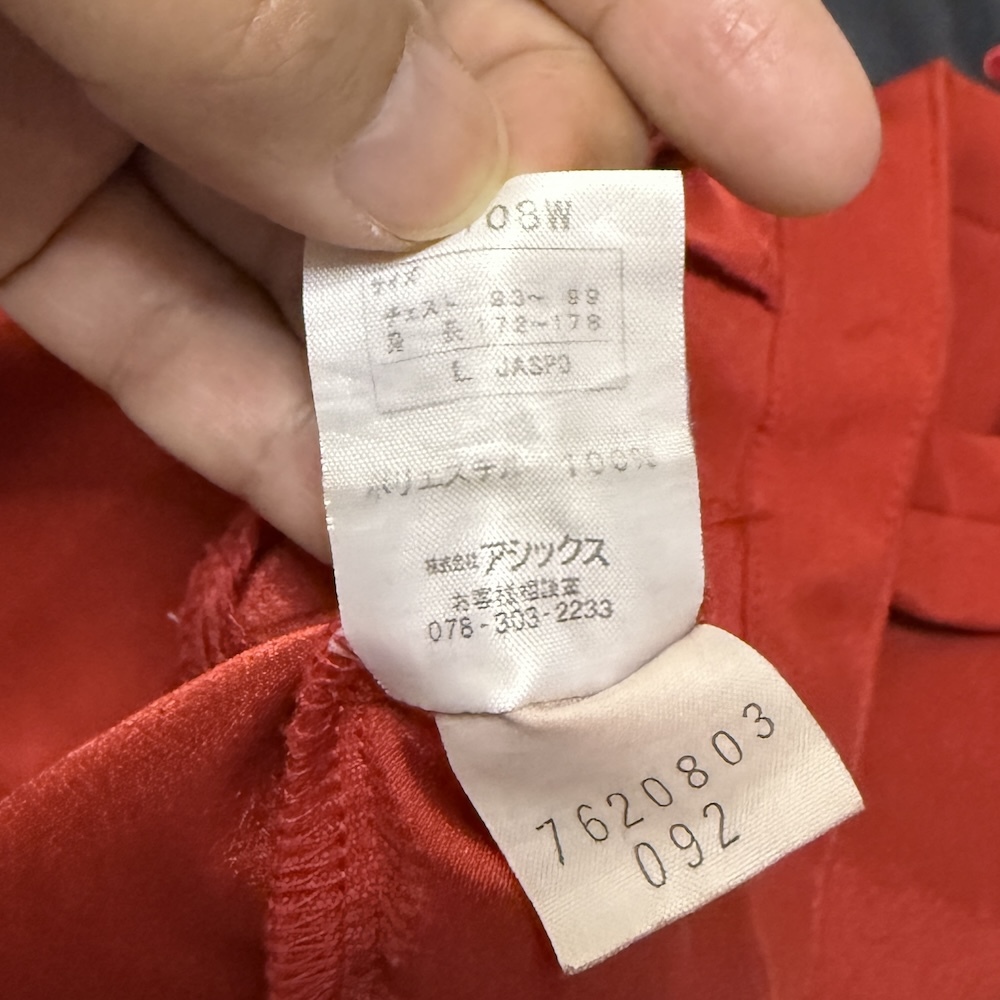 08W
サイズ
チェスト 93～ 99
身 長 172～178
L JASPO
ポリエステル 100%
株式会社アシックス
お客様相談室
078-303-2233
7620803
092